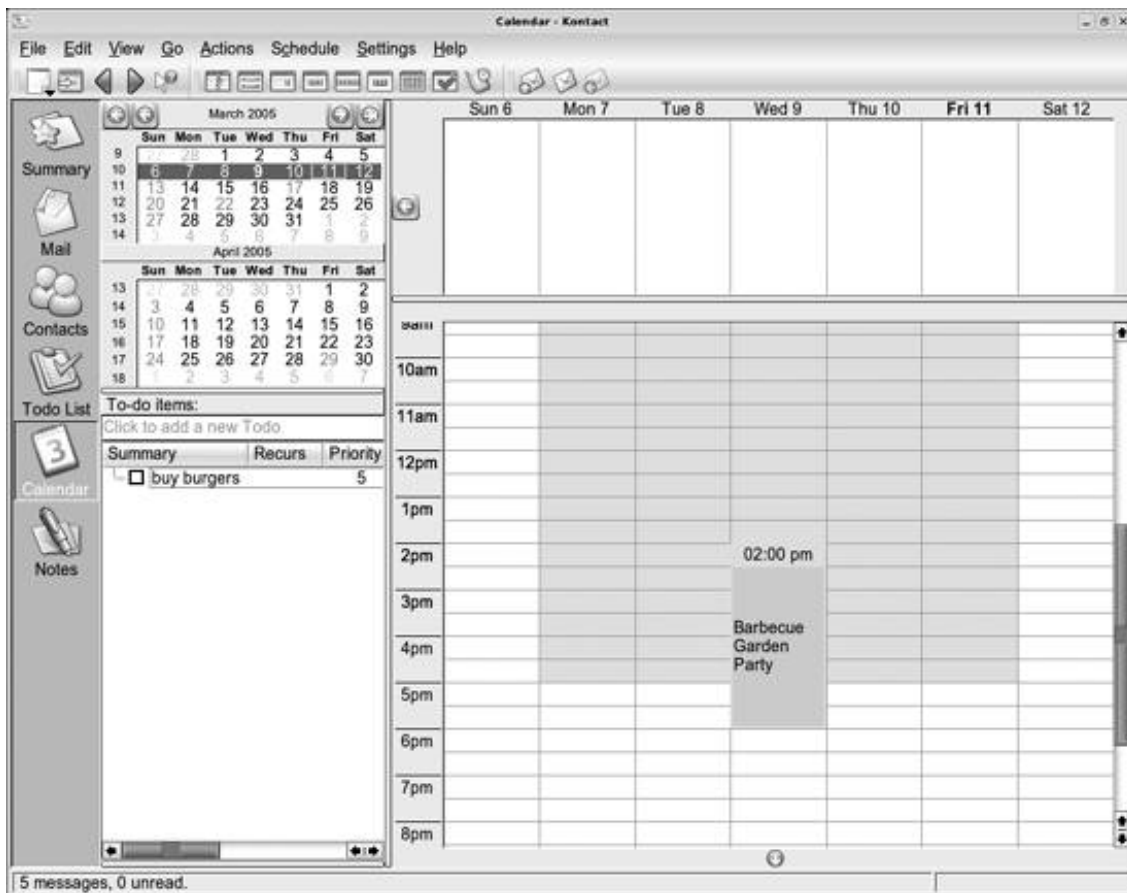 Calendar - Kontact
File Edit View Go Actions Schedule Settings Help
Summary
Mail
Contacts
Todo List
Calendar
Notes
March 2005
Sun Mon Tue Wed Thu Fri Sat
9 27 28 1 2 3 4 5
10 6 7 8 9 10 11 12
11 13 14 15 16 17 18 19
12 20 21 22 23 24 25 26
13 27 28 29 30 31 1 2
14 3 4 5 6 7 8 9
April 2005
Sun Mon Tue Wed Thu Fri Sat
13 27 28 29 30 31 1 2
14 3 4 5 6 7 8 9
15 10 11 12 13 14 15 16
16 17 18 19 20 21 22 23
17 24 25 26 27 28 29 30
18 1 2 3 4 5 6 7
To-do items:
Click to add a new Todo
Summary Recurs Priority
buy burgers 5
Sun 6 Mon 7 Tue 8 Wed 9 Thu 10 Fri 11 Sat 12
9am
10am
11am
12pm
1pm
2pm
02:00 pm
3pm
Barbecue
Garden
4pm
Party
5pm
6pm
7pm
8pm
5 messages, 0 unread.